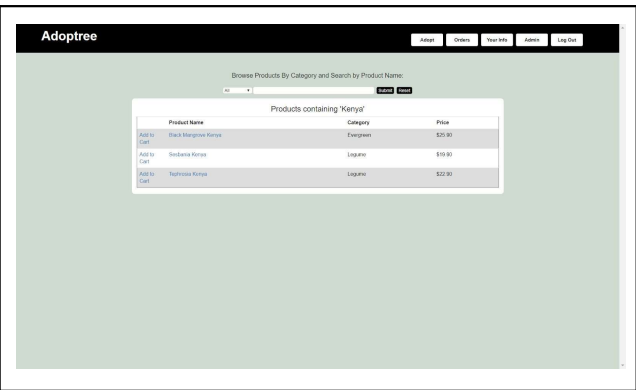 Adoptree
Adopt Orders Your Info Admin Log Out
Browse Products By Category and Search by Product Name:
All Submit Reset
Products containing 'Kenya'
Product Name Category Price
Add to Cart Black Mangrove Kenya Evergreen $25.90
Add to Cart Sesbania Kenya Legume $19.90
Add to Cart Tephrosia Kenya Legume $22.90